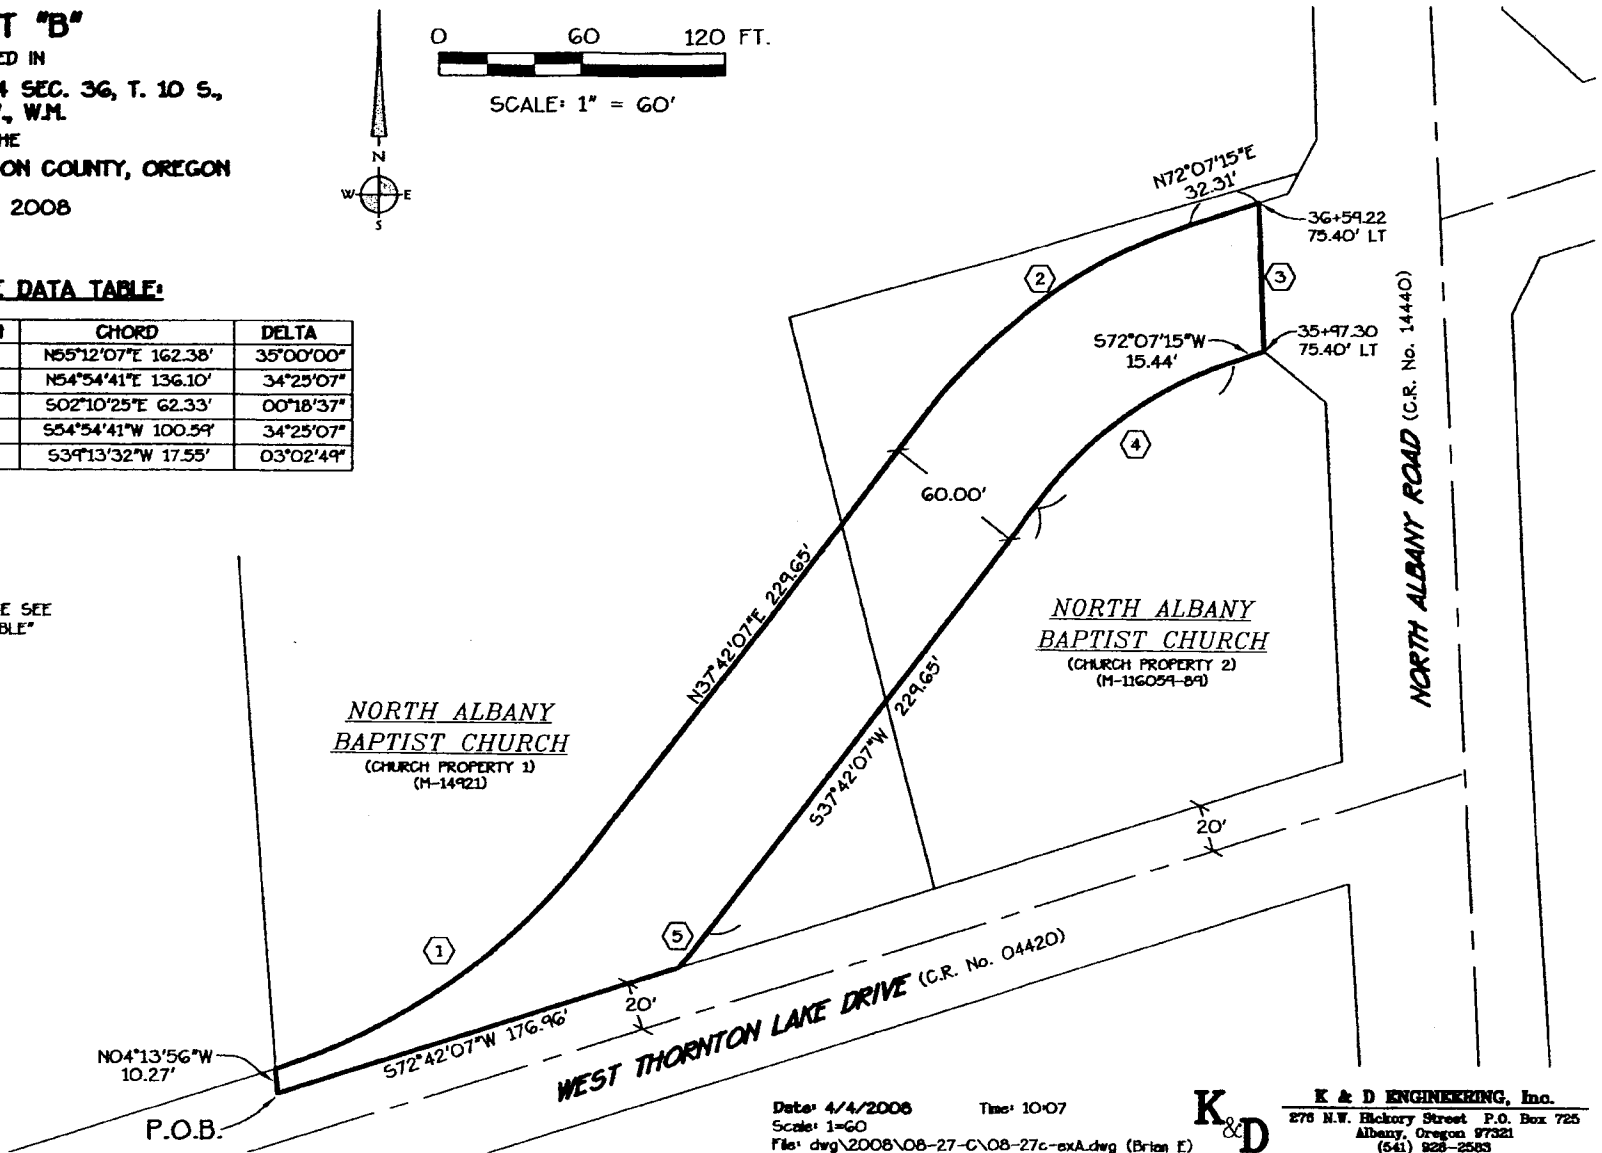 T "B"
ED IN
4 SEC. 36, T. 10 S.,
., W.M.
HE
ON COUNTY, OREGON
2008
0 60 120 FT.
SCALE: 1" = 60'
N
W E
S
E DATA TABLE:
CHORD DELTA
N55°12'07"E 162.38' 35°00'00"
N54°54'41"E 136.10' 34°25'07"
S02°10'25"E 62.33' 00°18'37"
S54°54'41"W 100.59' 34°25'07"
S39°13'32"W 17.55' 03°02'49"
E SEE
BLE"
N72°07'15"E
32.31'
36+59.22
75.40' LT
2
3
S72°07'15"W
15.44'
35+97.30
75.40' LT
4
60.00'
N37°42'07"E 229.65'
S37°42'07"W 229.65'
NORTH ALBANY ROAD (C.R. No. 14440)
NORTH ALBANY
BAPTIST CHURCH
(CHURCH PROPERTY 2)
(M-116059-89)
NORTH ALBANY
BAPTIST CHURCH
(CHURCH PROPERTY 1)
(M-14921)
20'
5
1
20'
WEST THORNTON LAKE DRIVE (C.R. No. 04420)
S72°42'07"W 176.96'
N04°13'56"W
10.27'
P.O.B.
Date: 4/4/2008 Time: 10:07
Scale: 1=60
File: dwg\2008\08-27-C\08-27c-exA.dwg (Brian E)
K & D
K & D ENGINEERING, Inc.
276 N.W. Hickory Street P.O. Box 725
Albany, Oregon 97321
(541) 928-2583